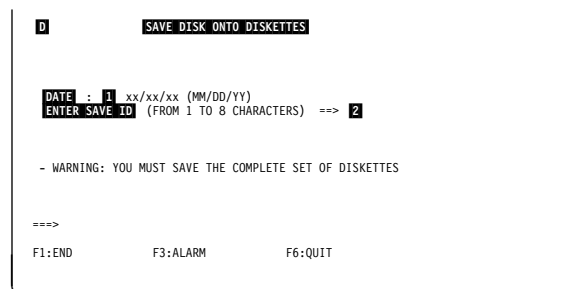 D SAVE DISK ONTO DISKETTES
DATE : 1 xx/xx/xx (MM/DD/YY)
ENTER SAVE ID (FROM 1 TO 8 CHARACTERS) ==> 2
- WARNING: YOU MUST SAVE THE COMPLETE SET OF DISKETTES
===>
F1:END F3:ALARM F6:QUIT